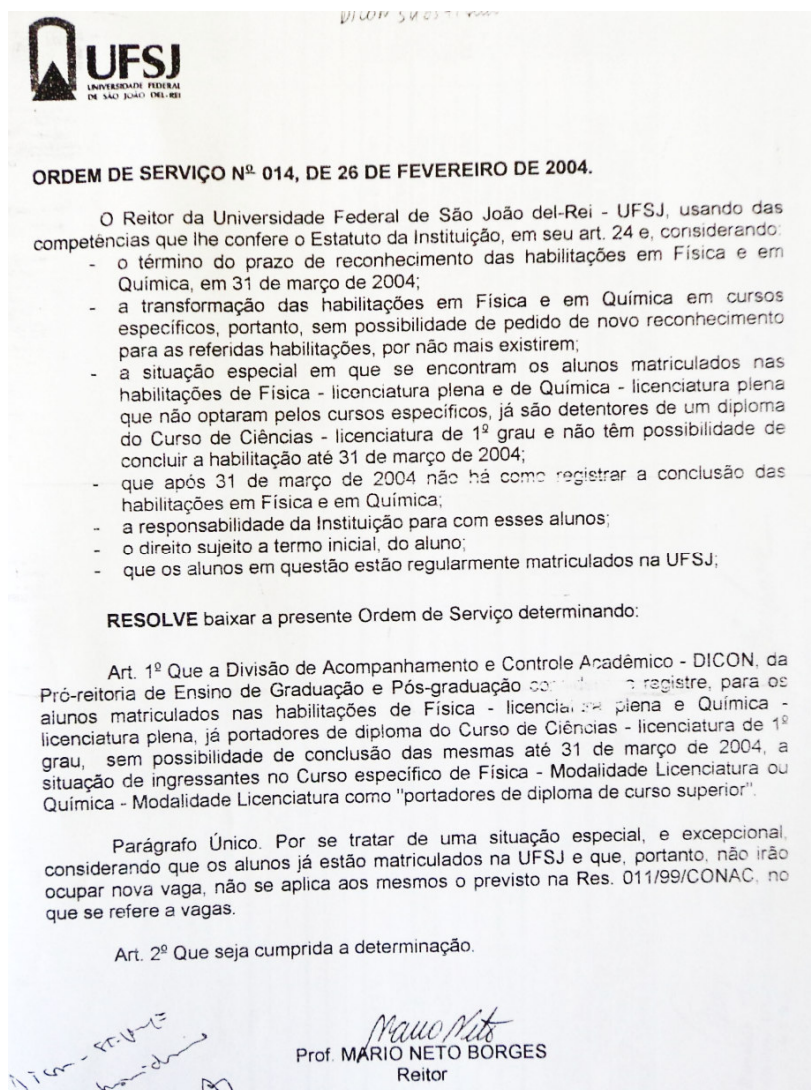 UFSJ
UNIVERSIDADE FEDERAL
DE SÃO JOÃO DEL-REI
ORDEM DE SERVIÇO Nº 014, DE 26 DE FEVEREIRO DE 2004.
O Reitor da Universidade Federal de São João del-Rei - UFSJ, usando das
competências que lhe confere o Estatuto da Instituição, em seu art. 24 e, considerando:
- o término do prazo de reconhecimento das habilitações em Física e em
Química, em 31 de março de 2004;
- a transformação das habilitações em Física e em Química em cursos
específicos, portanto, sem possibilidade de pedido de novo reconhecimento
para as referidas habilitações, por não mais existirem;
- a situação especial em que se encontram os alunos matriculados nas
habilitações de Física - licenciatura plena e de Química - licenciatura plena
que não optaram pelos cursos específicos, já são detentores de um diploma
do Curso de Ciências - licenciatura de 1º grau e não têm possibilidade de
concluir a habilitação até 31 de março de 2004;
- que após 31 de março de 2004 não há como registrar a conclusão das
habilitações em Física e em Química;
- a responsabilidade da Instituição para com esses alunos;
- o direito sujeito a termo inicial, do aluno;
- que os alunos em questão estão regularmente matriculados na UFSJ;
RESOLVE baixar a presente Ordem de Serviço determinando:
Art. 1º Que a Divisão de Acompanhamento e Controle Acadêmico - DICON, da
Pró-reitoria de Ensino de Graduação e Pós-graduação registre, para os
alunos matriculados nas habilitações de Física - plena e Química -
licenciatura plena, já portadores de diploma do Curso de Ciências - licenciatura de 1º
grau, sem possibilidade de conclusão das mesmas até 31 de março de 2004, a
situação de ingressantes no Curso específico de Física - Modalidade Licenciatura ou
Química - Modalidade Licenciatura como "portadores de diploma de curso superior".
Parágrafo Único. Por se tratar de uma situação especial, e excepcional,
considerando que os alunos já estão matriculados na UFSJ e que, portanto, não irão
ocupar nova vaga, não se aplica aos mesmos o previsto na Res. 011/99/CONAC, no
que se refere a vagas.
Art. 2º Que seja cumprida a determinação.
Mario Neto
Prof. MÁRIO NETO BORGES
Reitor